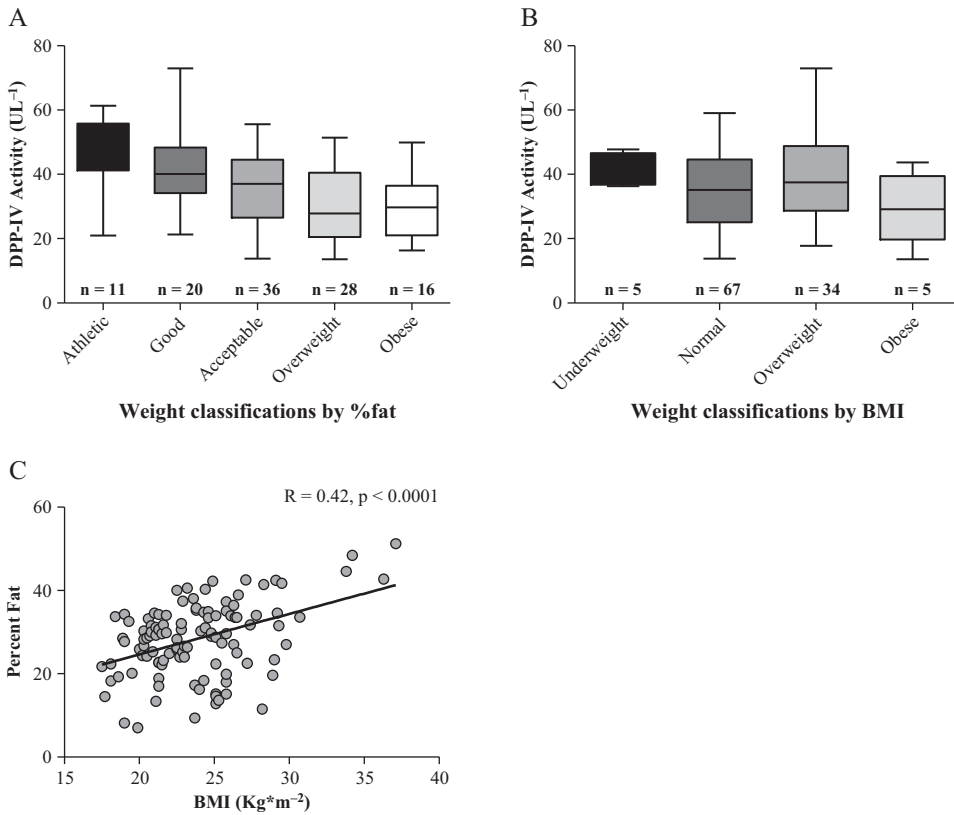 A
DPP-IV Activity (UL⁻¹)
80
60
40
20
0
n = 11 n = 20 n = 36 n = 28 n = 16
Athletic Good Acceptable Overweight Obese
Weight classifications by %fat
B
DPP-IV Activity (UL⁻¹)
80
60
40
20
0
n = 5 n = 67 n = 34 n = 5
Underweight Normal Overweight Obese
Weight classifications by BMI
C
R = 0.42, p < 0.0001
Percent Fat
60
40
20
0
15 20 25 30 35 40
BMI (Kg*m⁻²)